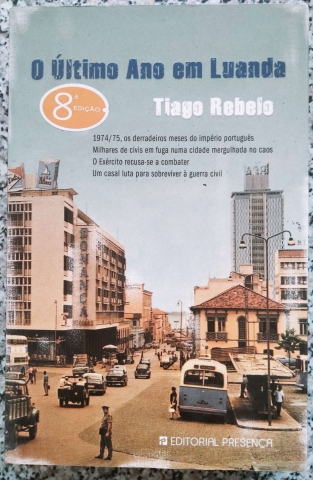 O Último Ano em Luanda
8ª EDIÇÃO
Tiago Rebelo
1974/75, os derradeiros meses do império português
Milhares de civis em fuga numa cidade mergulhada no caos
O Exército recusa-se a combater
Um casal luta para sobreviver à guerra civil
BONANÇA
EDITORIAL PRESENÇA